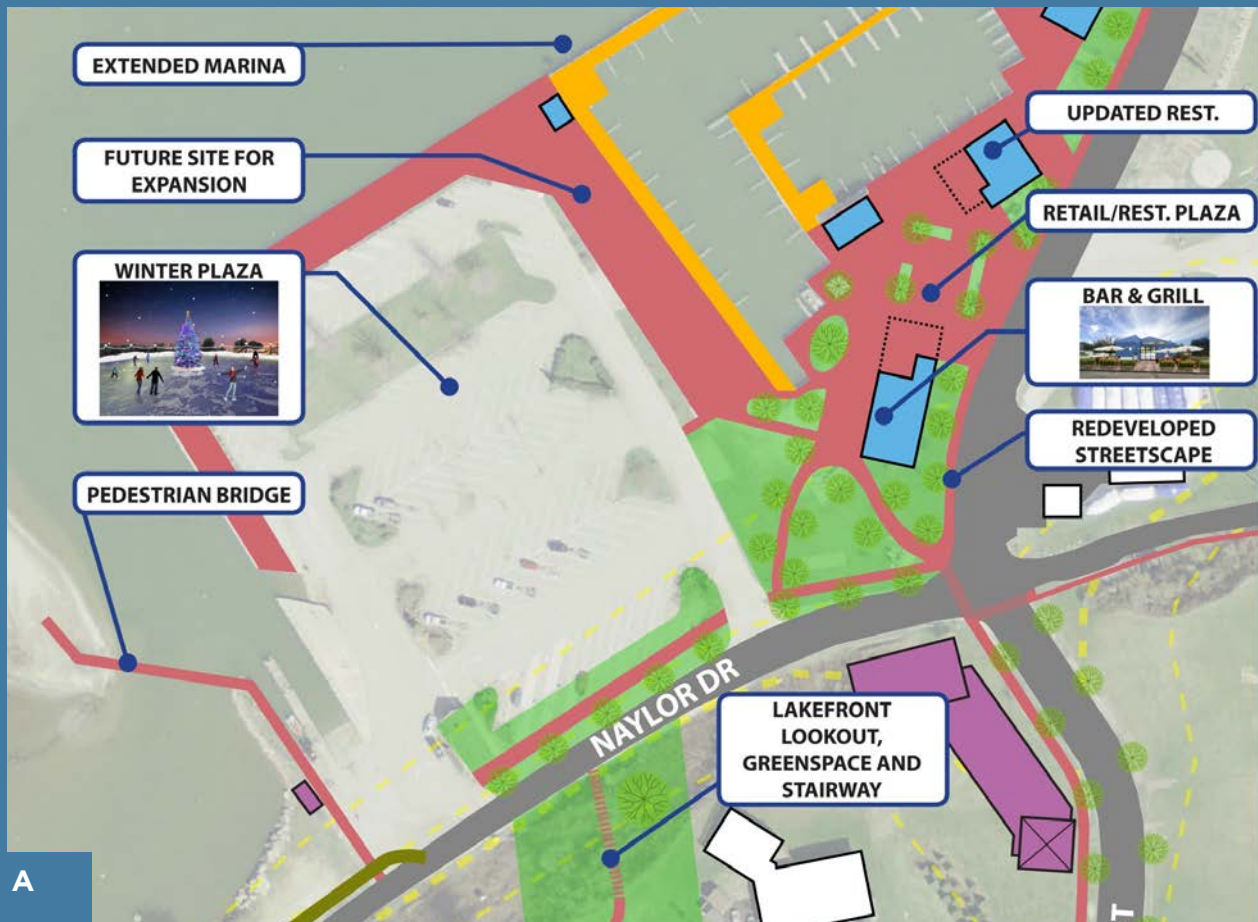 EXTENDED MARINA
FUTURE SITE FOR
EXPANSION
WINTER PLAZA
PEDESTRIAN BRIDGE
UPDATED REST.
RETAIL/REST. PLAZA
BAR & GRILL
REDEVELOPED
STREETSCAPE
NAYLOR DR
LAKEFRONT
LOOKOUT,
GREENSPACE AND
STAIRWAY
T
A